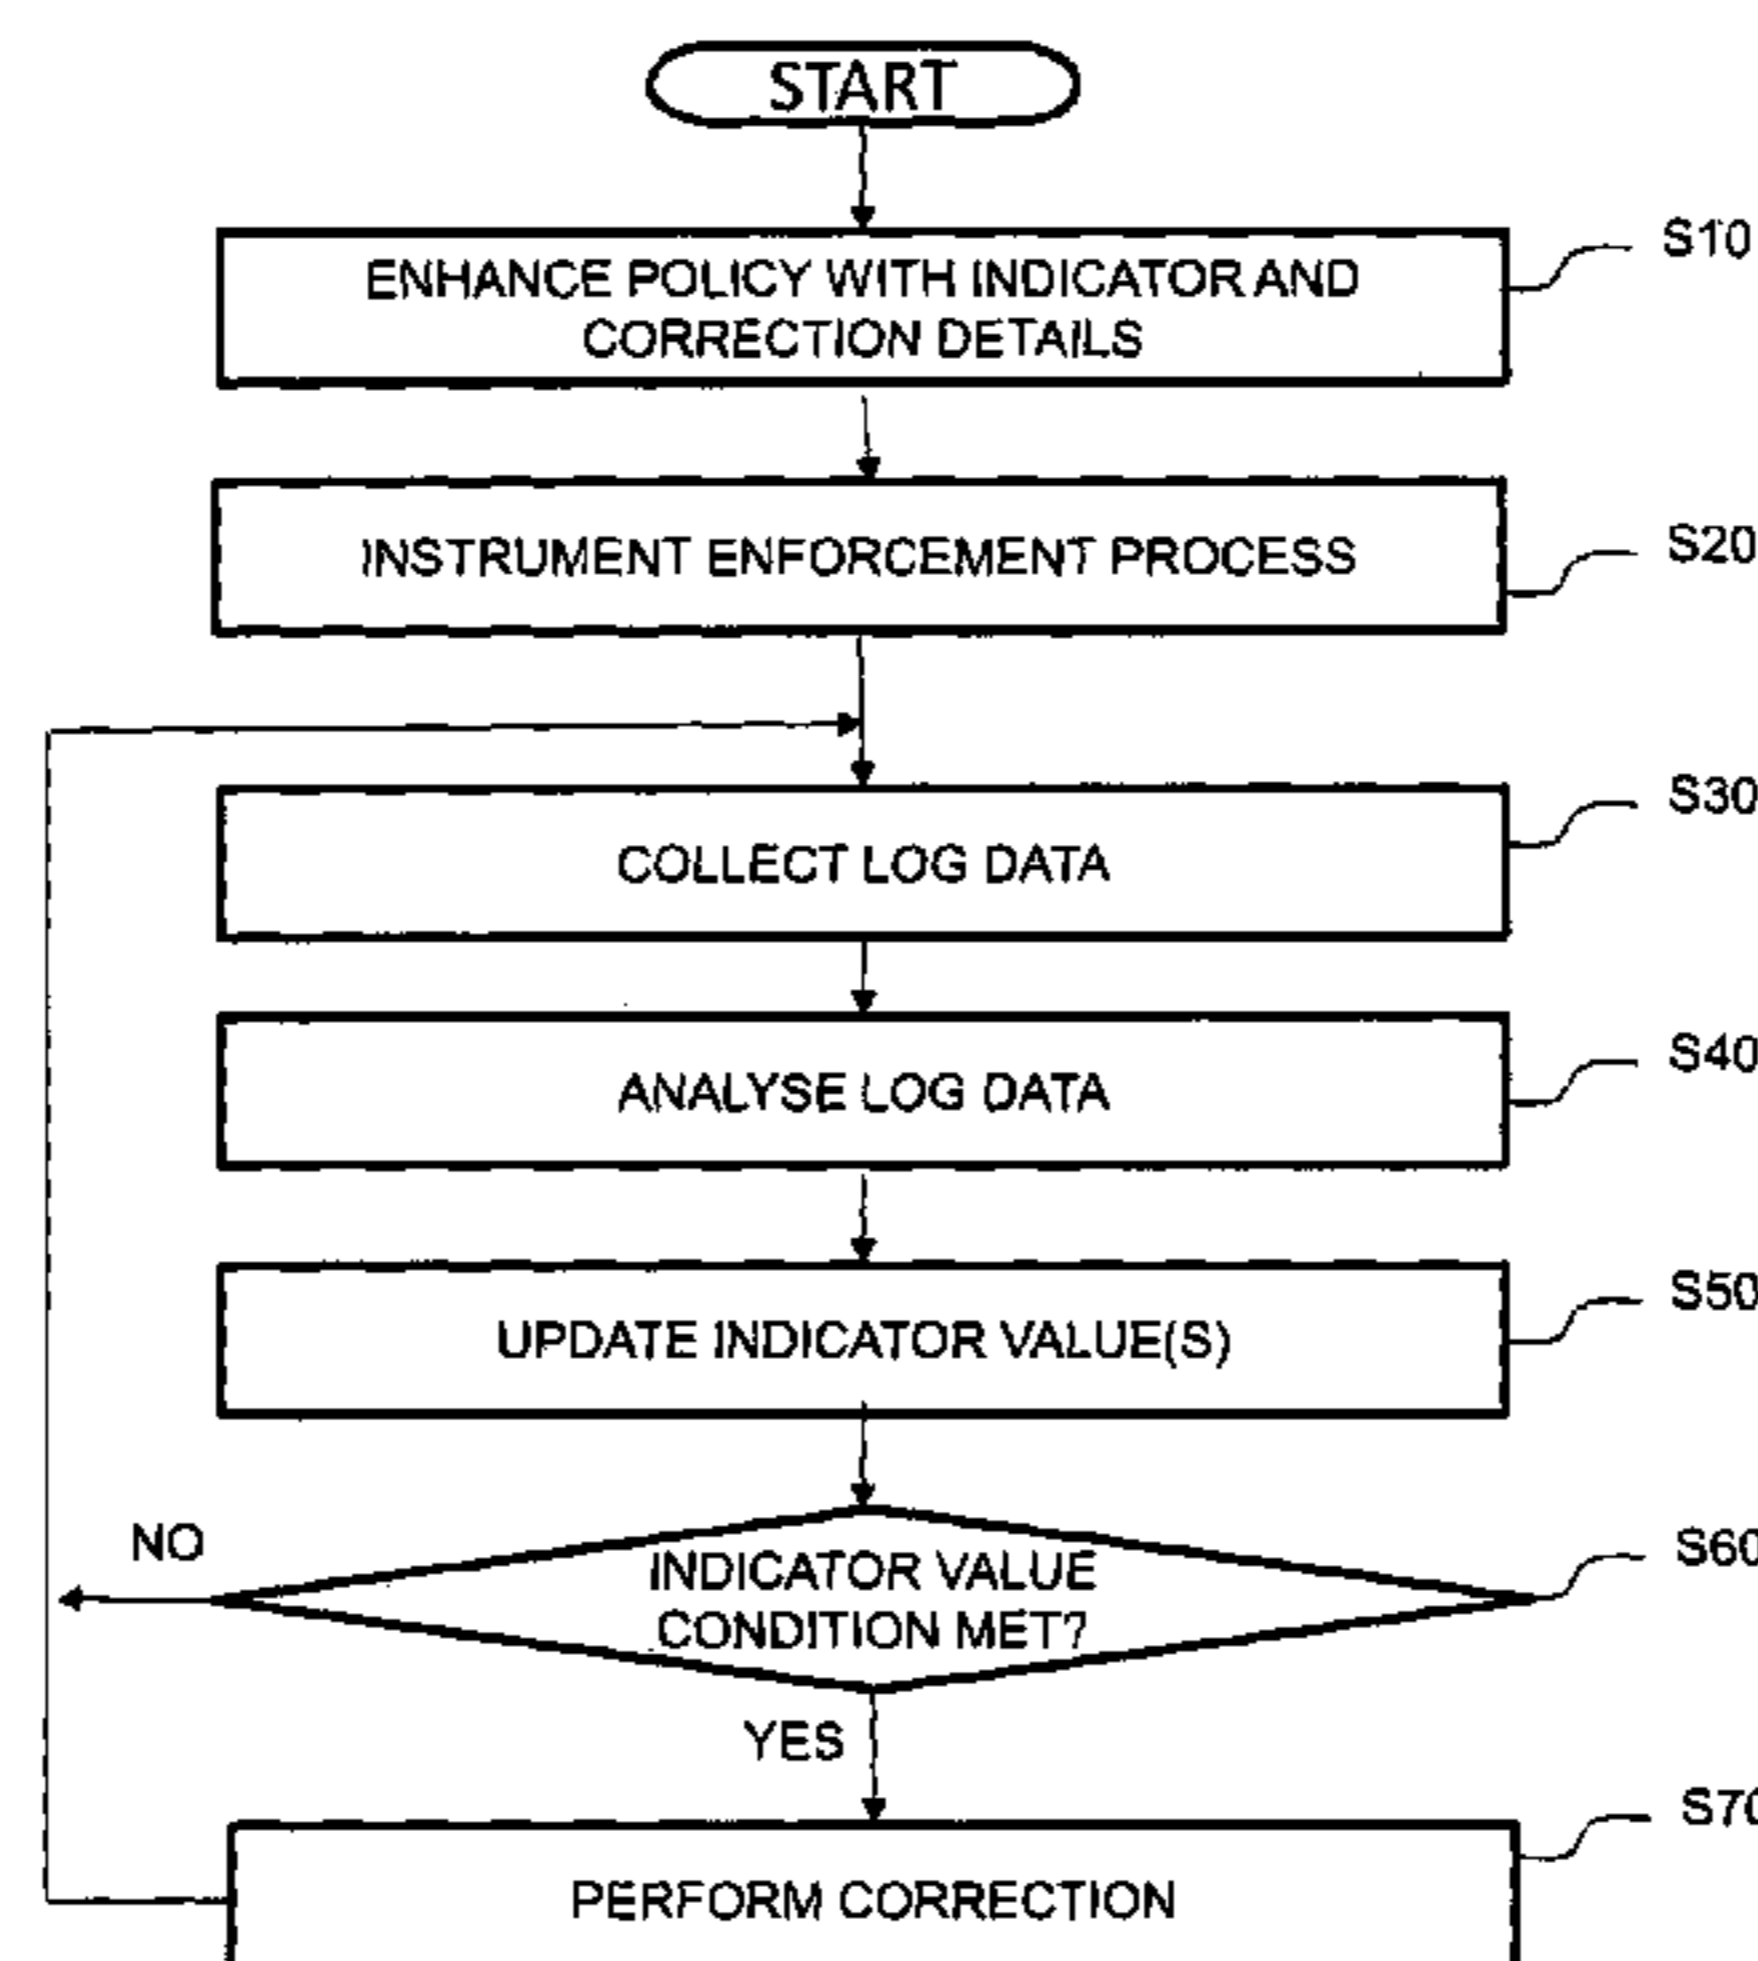 START
ENHANCE POLICY WITH INDICATOR AND
CORRECTION DETAILS
S10
INSTRUMENT ENFORCEMENT PROCESS
S20
COLLECT LOG DATA
S30
ANALYSE LOG DATA
S40
UPDATE INDICATOR VALUE(S)
S50
NO
INDICATOR VALUE
CONDITION MET?
S60
YES
PERFORM CORRECTION
S70